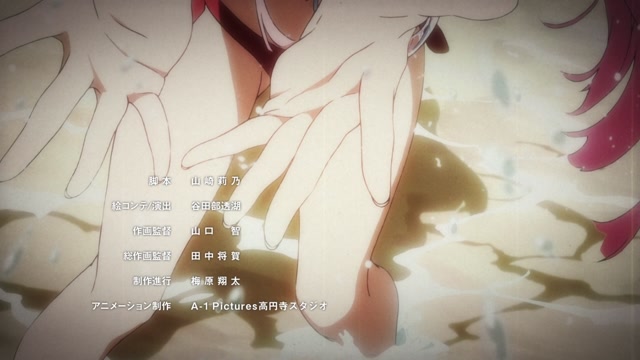 脚本 山崎莉乃
絵コンテ/演出 谷田部透湖
作画監督 山口 智
総作画監督 田中将賀
制作進行 梅原翔太
アニメーション制作 A-1 Pictures高円寺スタジオ